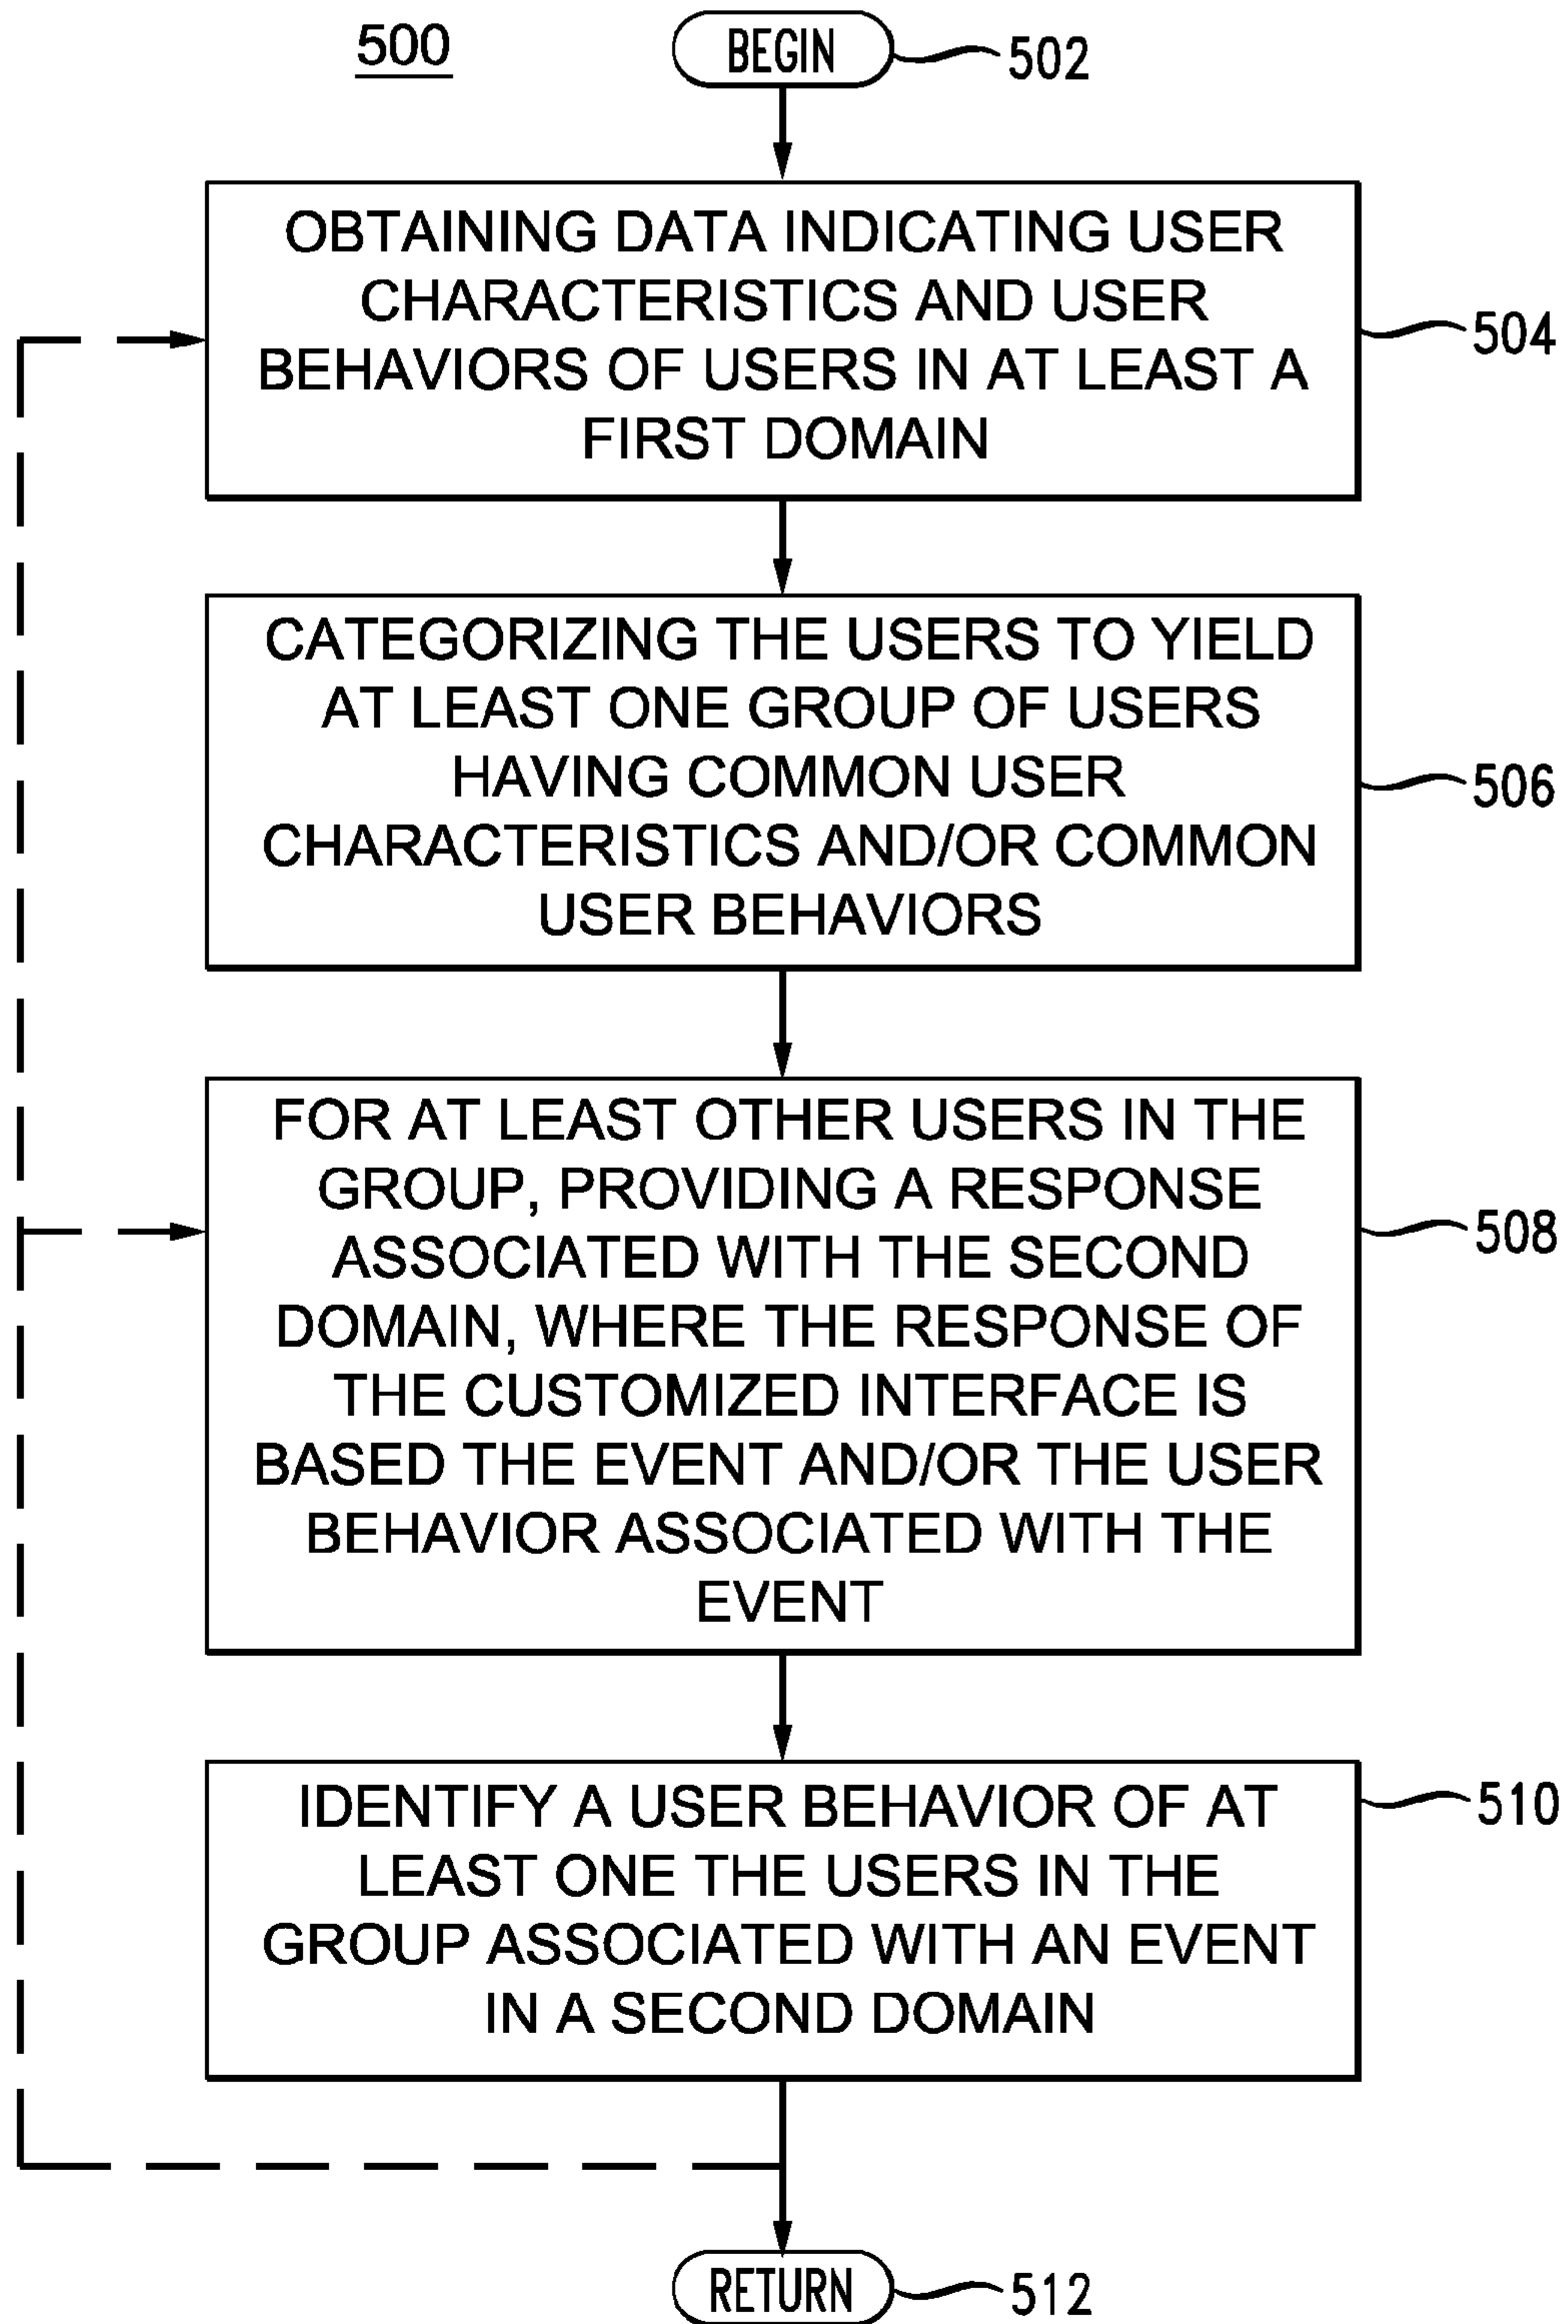 500
BEGIN
502
OBTAINING DATA INDICATING USER
CHARACTERISTICS AND USER
BEHAVIORS OF USERS IN AT LEAST A
FIRST DOMAIN
504
CATEGORIZING THE USERS TO YIELD
AT LEAST ONE GROUP OF USERS
HAVING COMMON USER
CHARACTERISTICS AND/OR COMMON
USER BEHAVIORS
506
FOR AT LEAST OTHER USERS IN THE
GROUP, PROVIDING A RESPONSE
ASSOCIATED WITH THE SECOND
DOMAIN, WHERE THE RESPONSE OF
THE CUSTOMIZED INTERFACE IS
BASED THE EVENT AND/OR THE USER
BEHAVIOR ASSOCIATED WITH THE
EVENT
508
IDENTIFY A USER BEHAVIOR OF AT
LEAST ONE THE USERS IN THE
GROUP ASSOCIATED WITH AN EVENT
IN A SECOND DOMAIN
510
RETURN
512